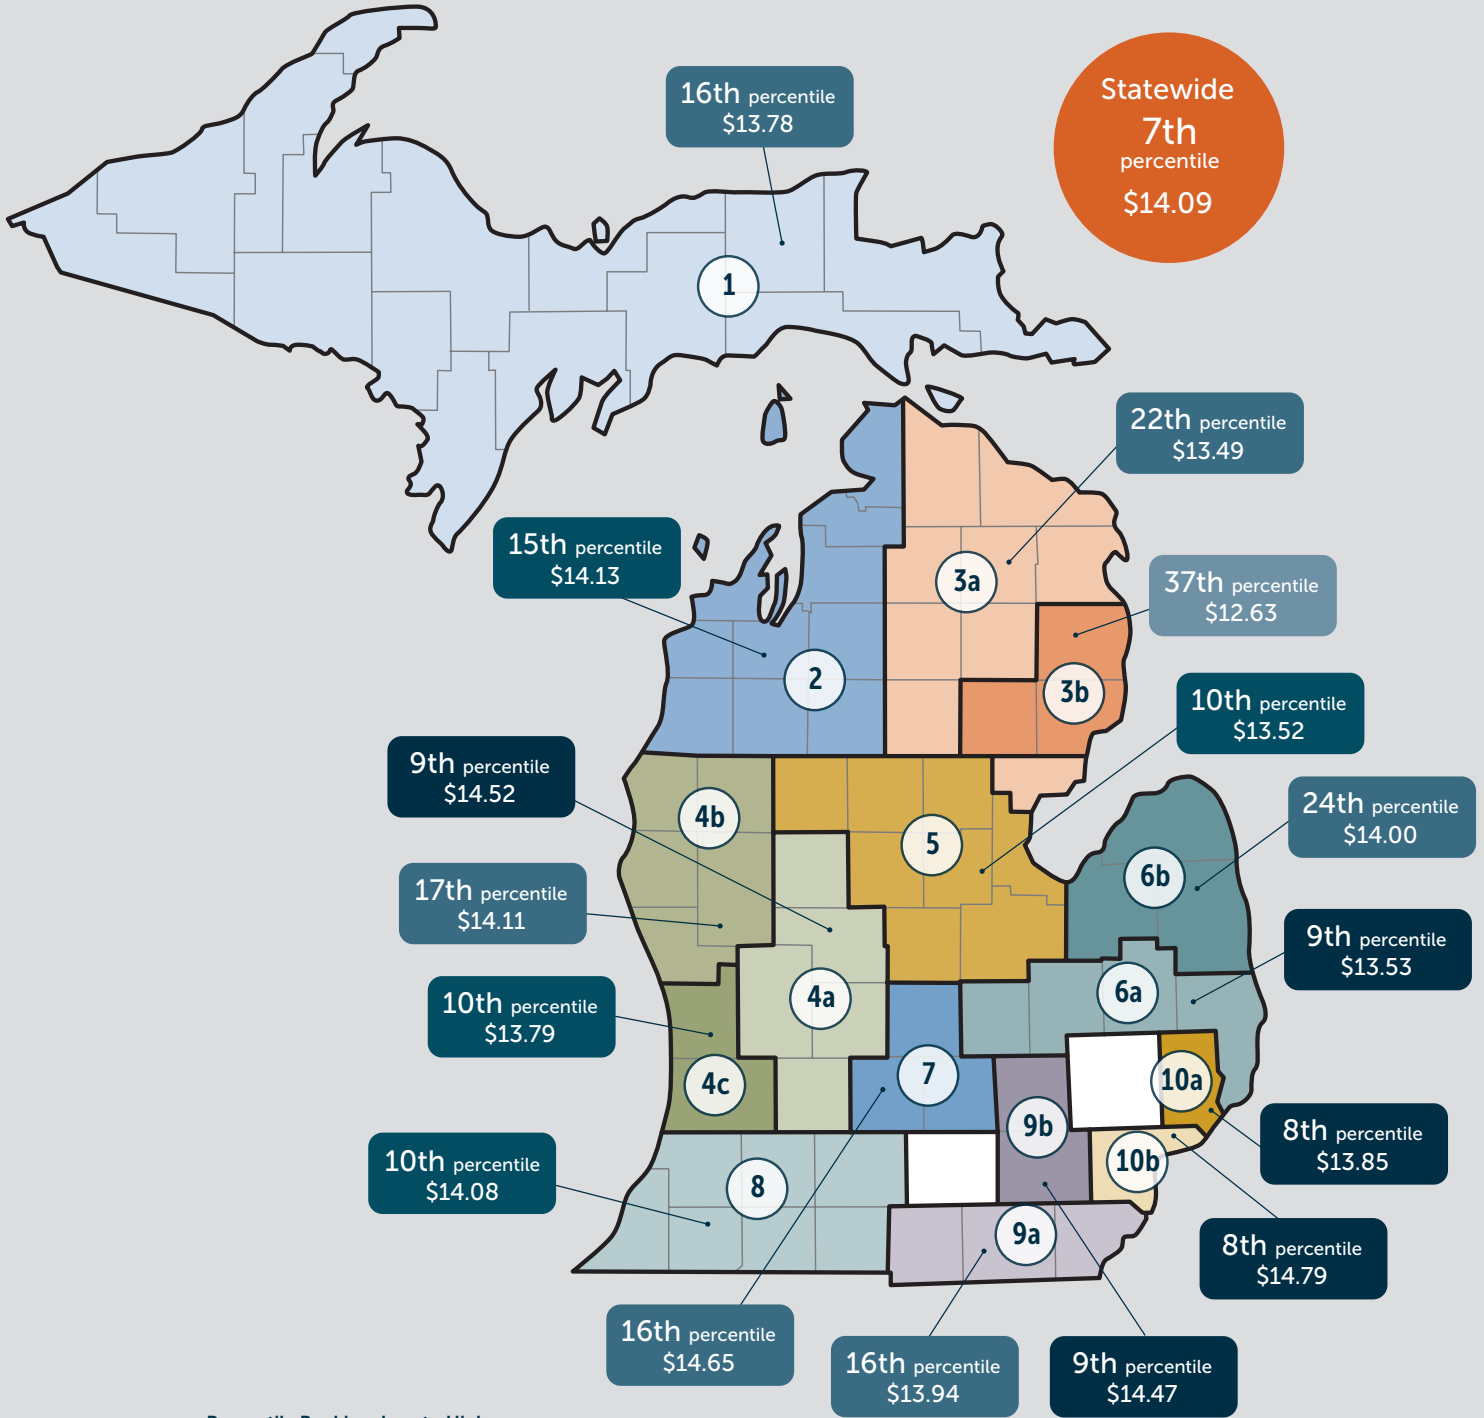 Statewide
7th
percentile
$14.09
16th percentile
$13.78
1
22th percentile
$13.49
15th percentile
$14.13
3a
37th percentile
$12.63
2
3b
10th percentile
$13.52
9th percentile
$14.52
24th percentile
$14.00
4b
5
6b
17th percentile
$14.11
9th percentile
$13.53
10th percentile
$13.79
4a
6a
4c
7
10a
9b
8th percentile
$13.85
10th percentile
$14.08
8
10b
9a
8th percentile
$14.79
16th percentile
$14.65
16th percentile
$13.94
9th percentile
$14.47